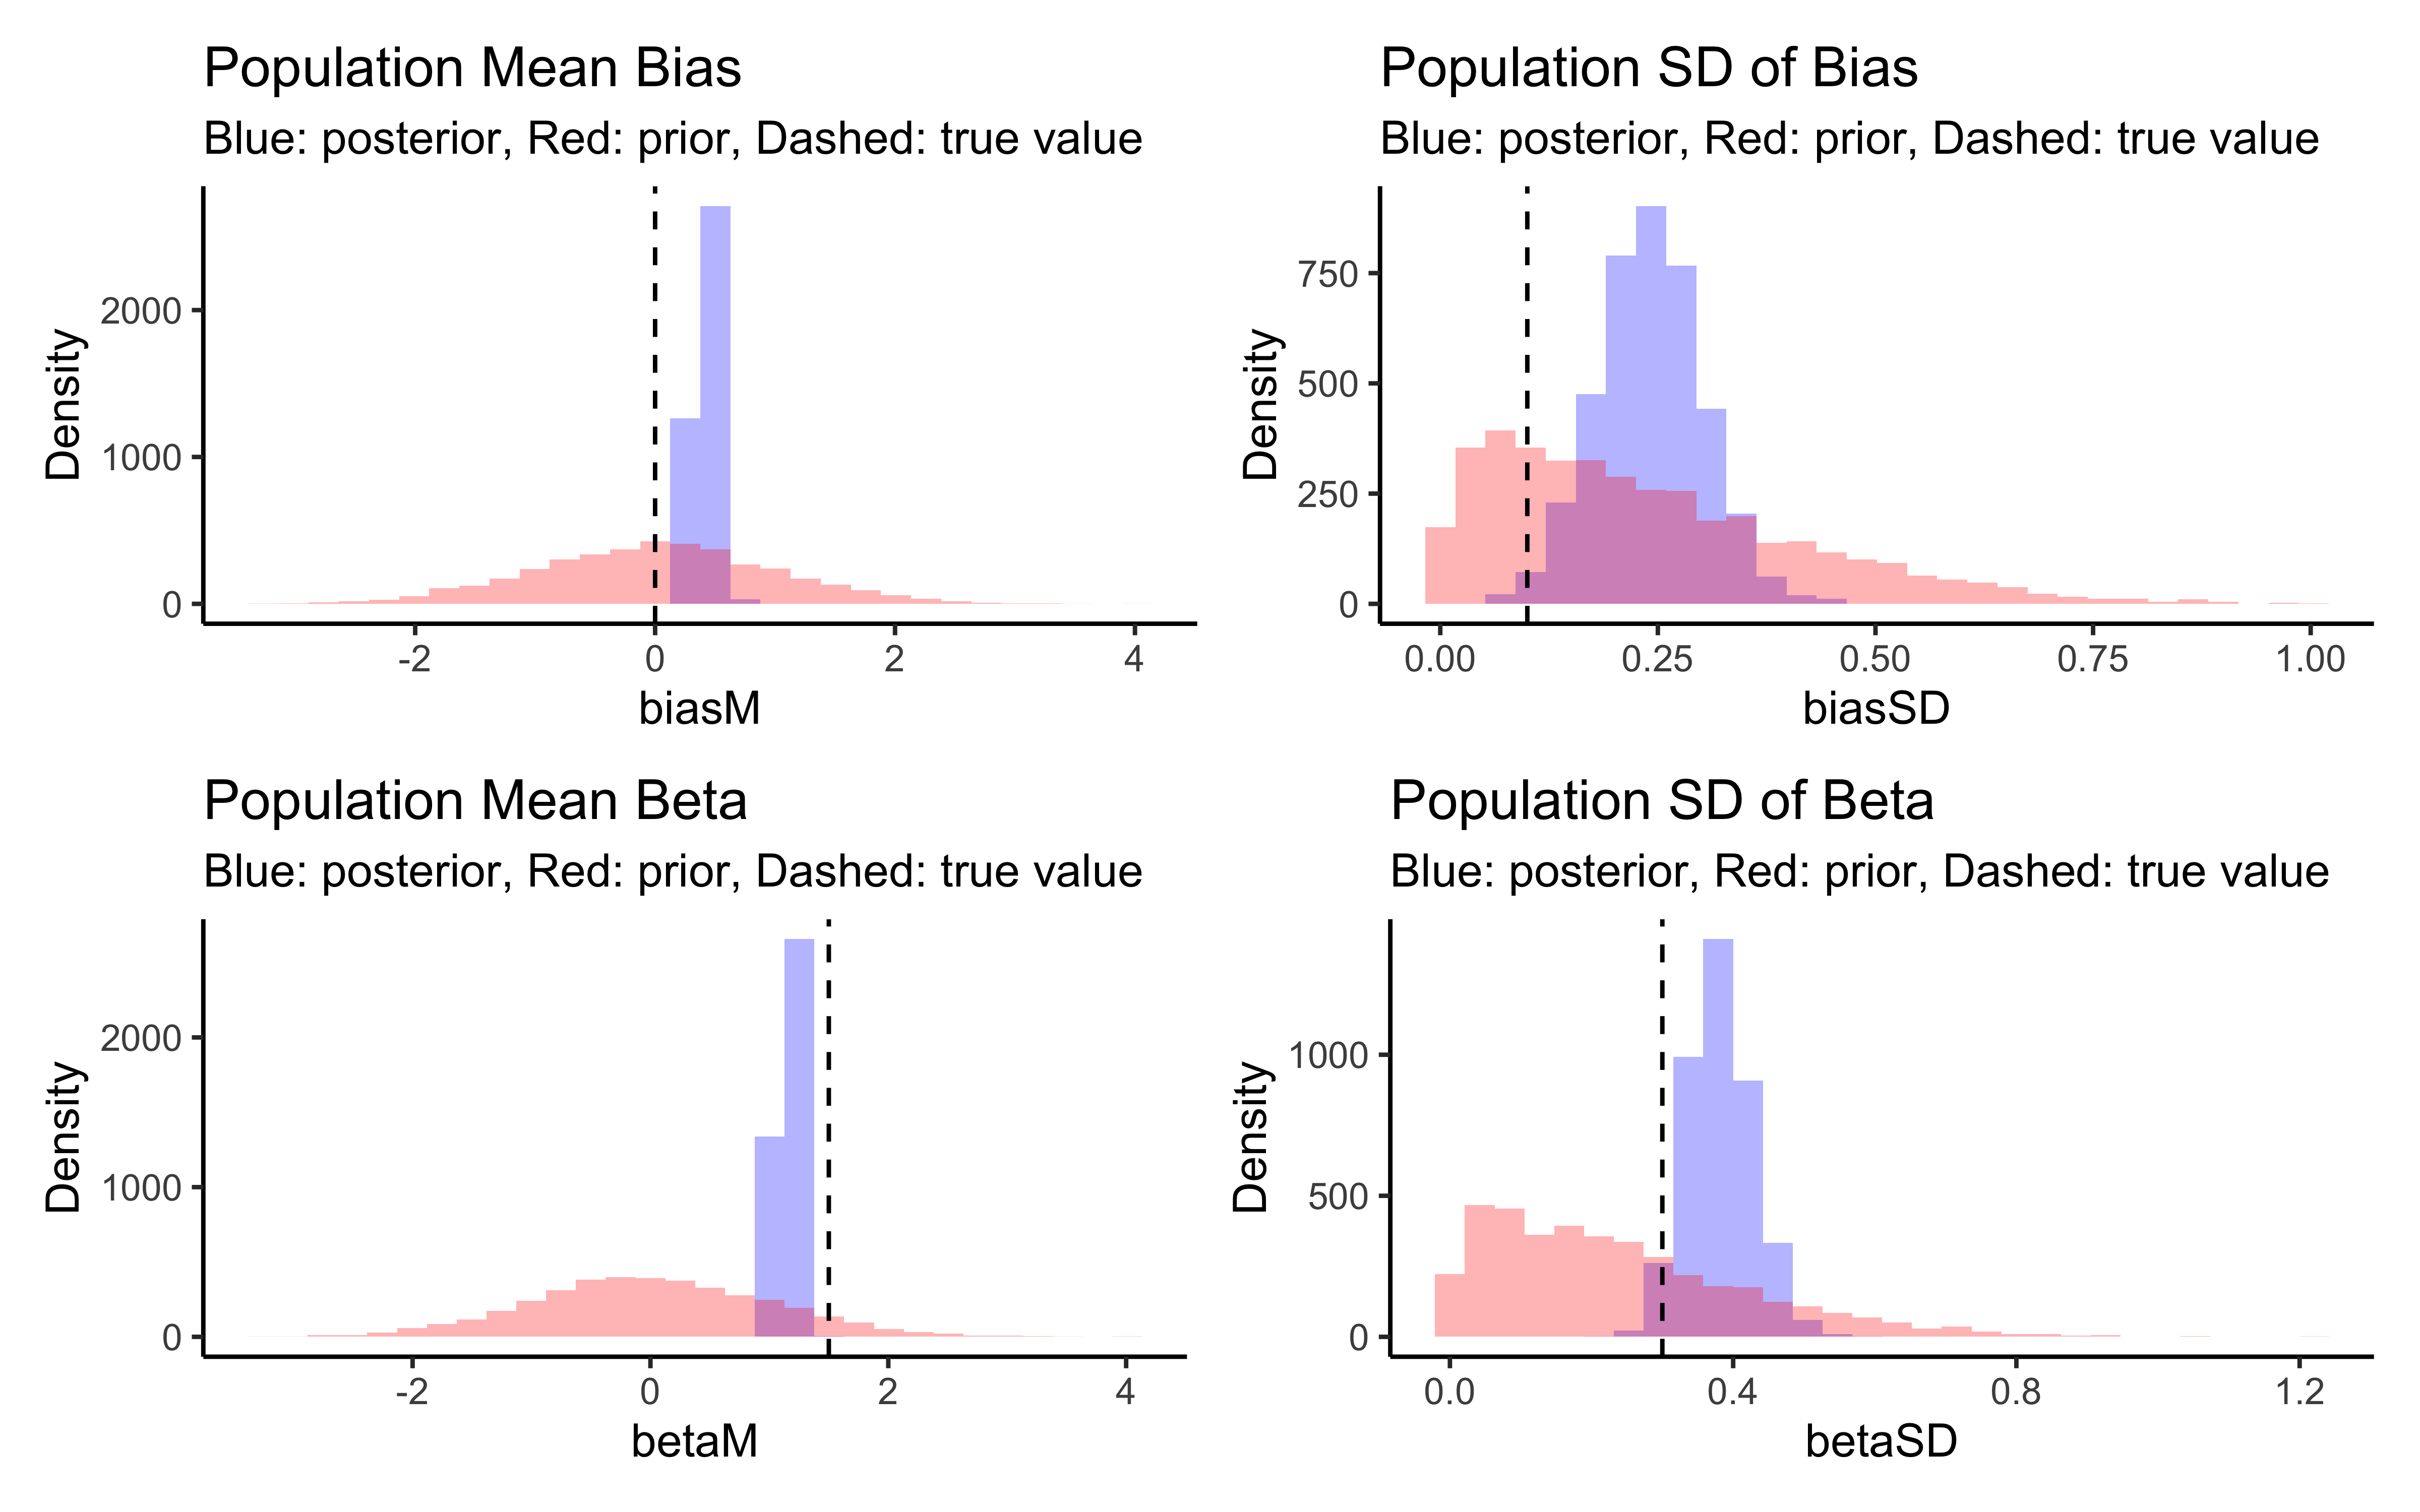 Population Mean Bias
Blue: posterior, Red: prior, Dashed: true value
Density
2000
1000
0
-2
0
2
4
biasM
Population SD of Bias
Blue: posterior, Red: prior, Dashed: true value
Density
750
500
250
0
0.00
0.25
0.50
0.75
1.00
biasSD
Population Mean Beta
Blue: posterior, Red: prior, Dashed: true value
Density
2000
1000
0
-2
0
2
4
betaM
Population SD of Beta
Blue: posterior, Red: prior, Dashed: true value
Density
1000
500
0
0.0
0.4
0.8
1.2
betaSD